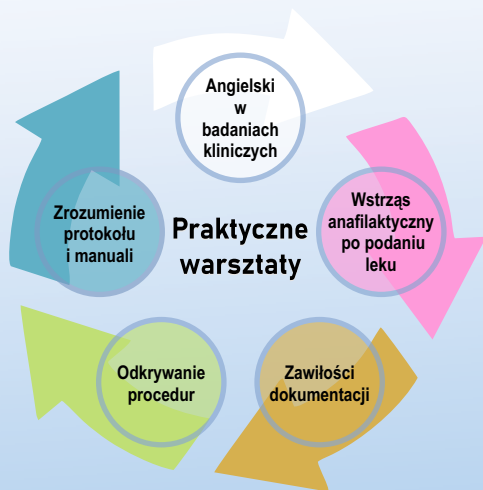 Angielski
w
badaniach
klinicznych
Wstrząs
anafilaktyczny
po podaniu
leku
Zawiłości
dokumentacji
Odkrywanie
procedur
Zrozumienie
protokołu
i manuali
Praktyczne
warsztaty